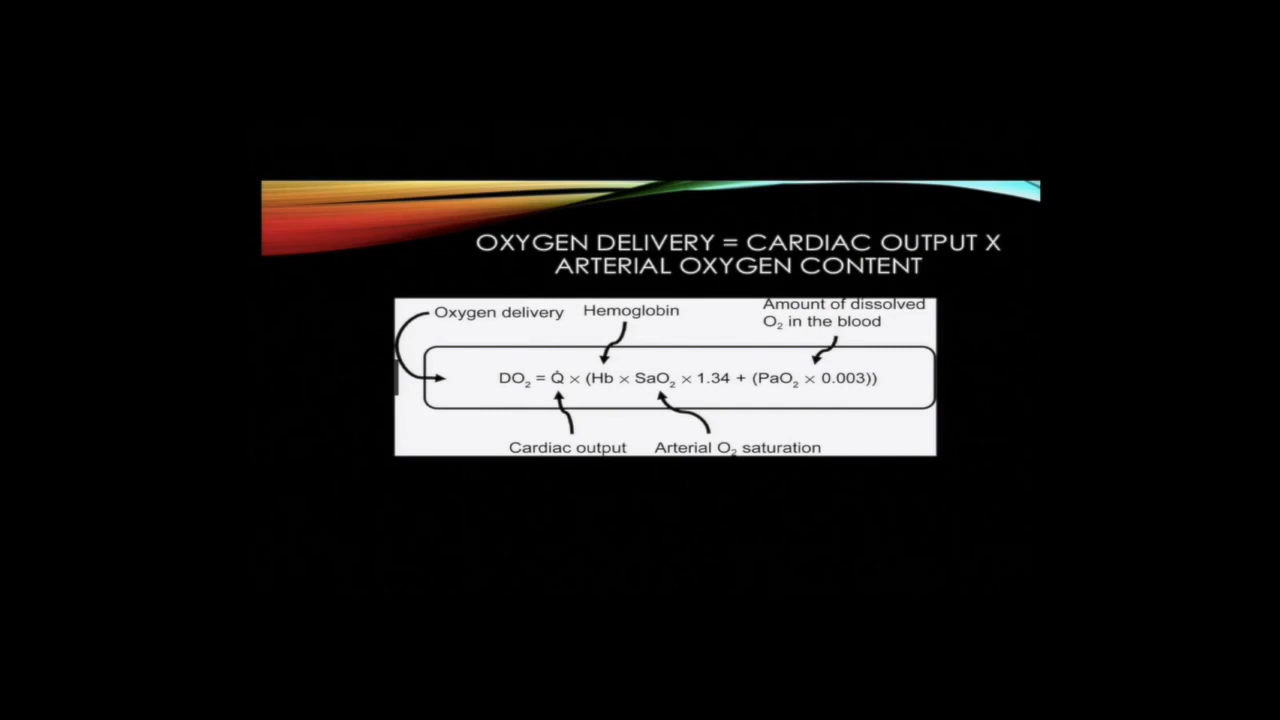 OXYGEN DELIVERY = CARDIAC OUTPUT X
ARTERIAL OXYGEN CONTENT
Oxygen delivery
Hemoglobin
Amount of dissolved
O₂ in the blood
DO₂ = Q̇ × (Hb × SaO₂ × 1.34 + (PaO₂ × 0.003))
Cardiac output
Arterial O₂ saturation